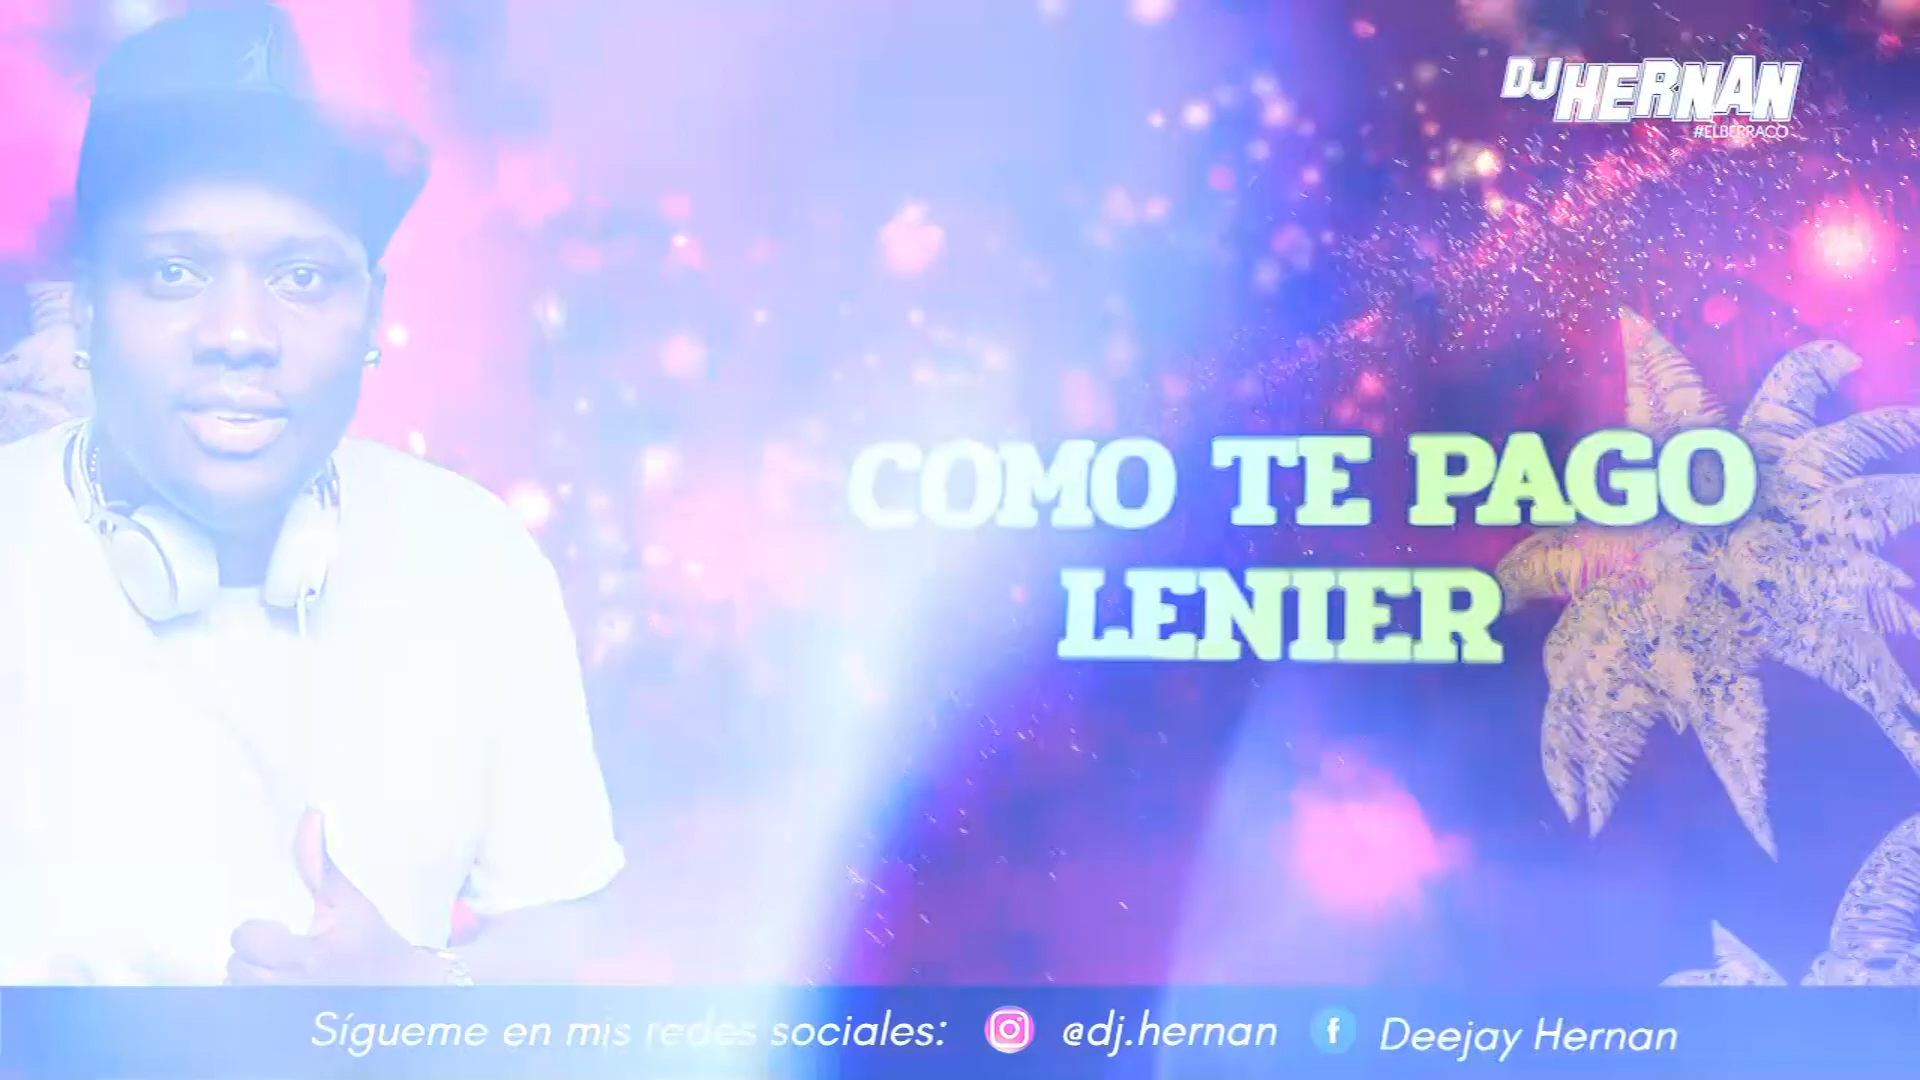 DJ HERNAN
#ELBERRACO
COMO TE PAGO
LENIER
Sígueme en mis redes sociales: @dj.hernan f Deejay Hernan